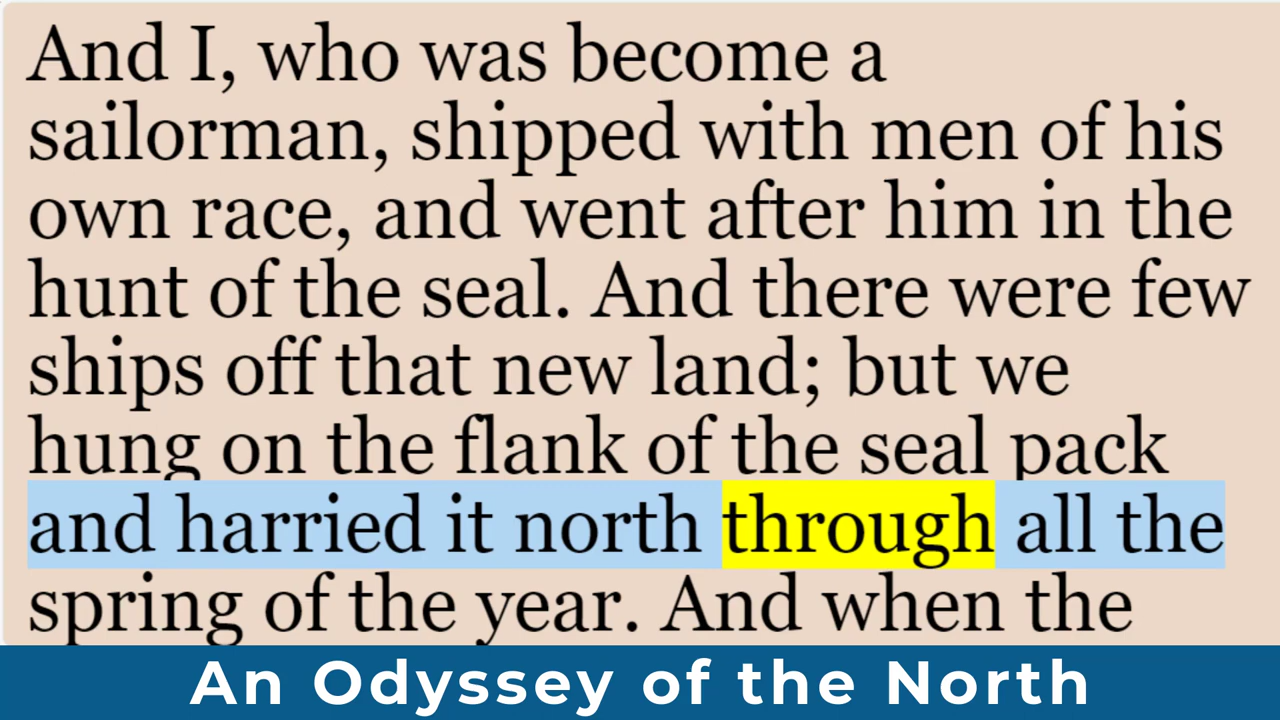 And I, who was become a
sailorman, shipped with men of his
own race, and went after him in the
hunt of the seal. And there were few
ships off that new land; but we
hung on the flank of the seal pack
and harried it north through all the
spring of the year. And when the
An Odyssey of the North